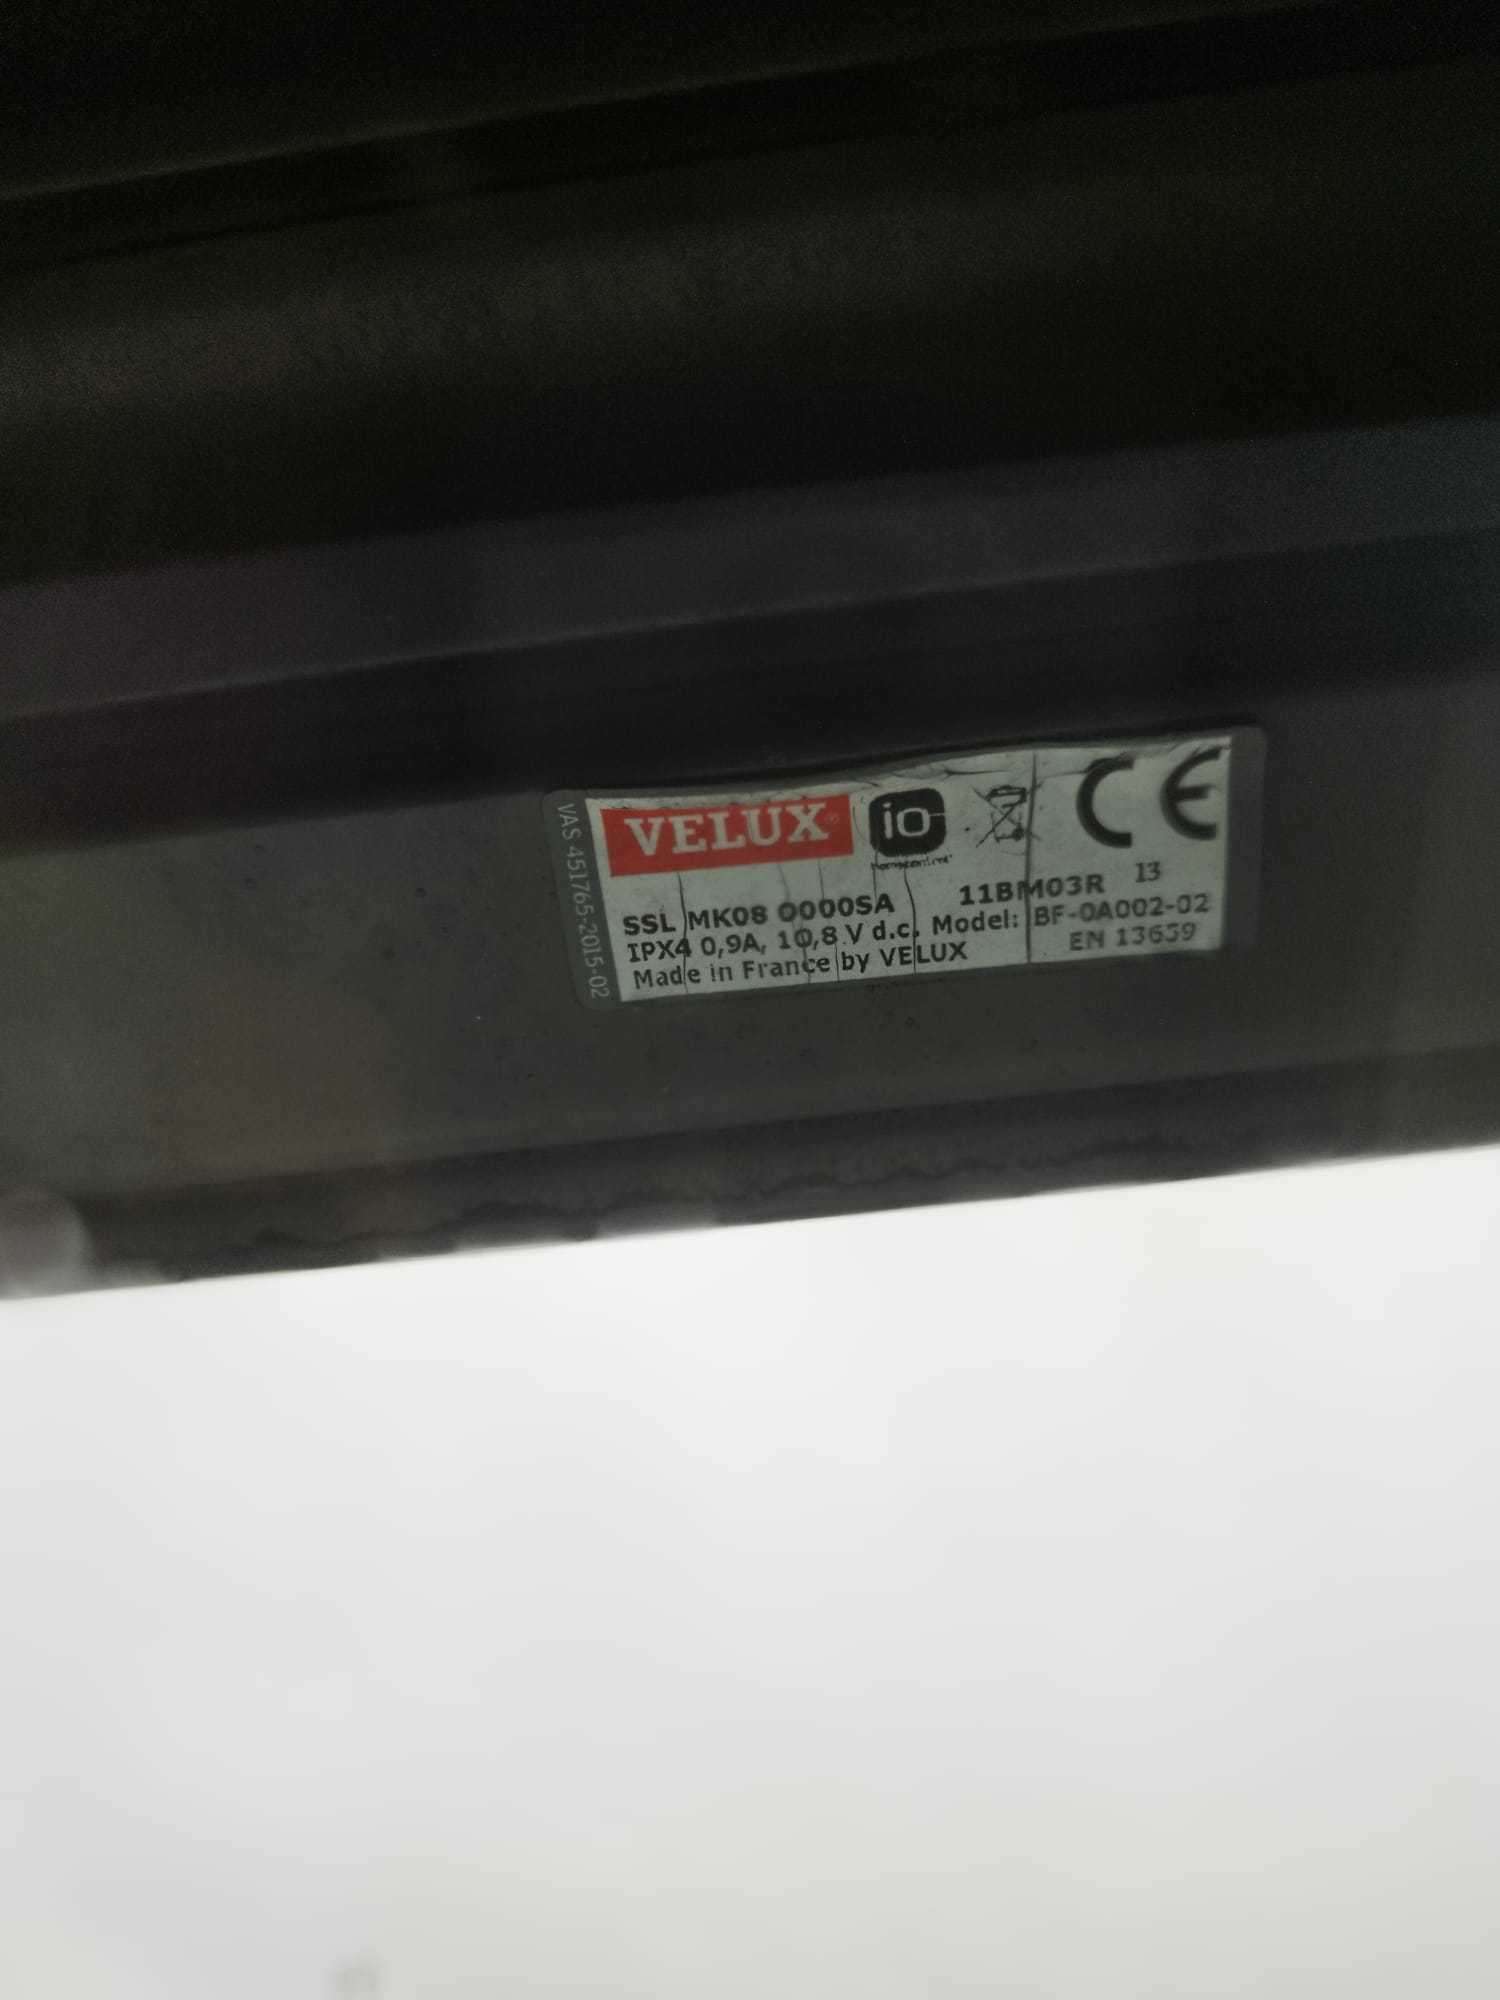 VELUX®
io
homecontrol®
CE
SSL MK08 0000SA 11BM03R 13
IPX4 0,9A, 10,8 V d.c. Model: BF-0A002-02
Made in France by VELUX EN 13659
VAS 451765-2015-02